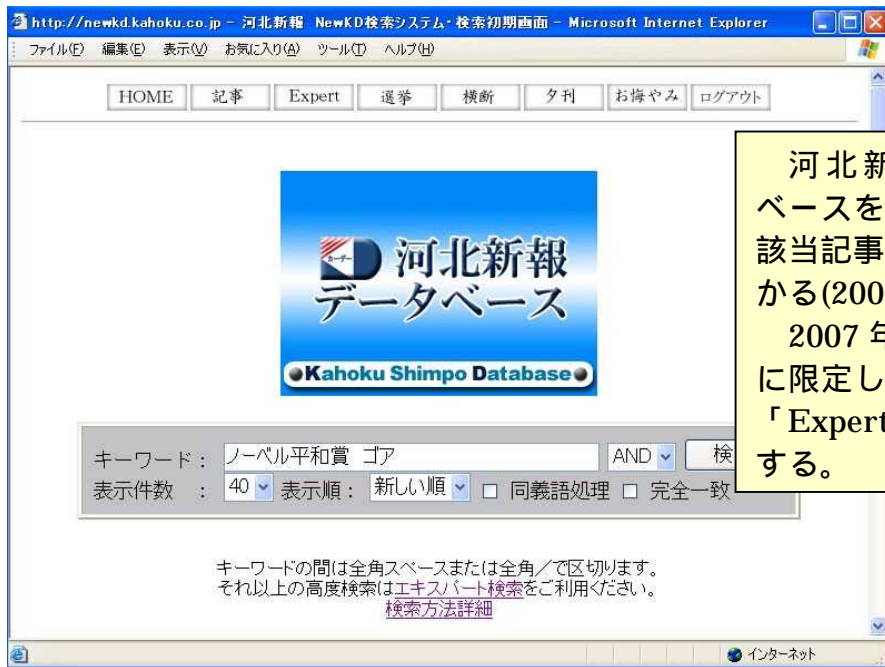 http://newkd.kahoku.co.jp - 河北新報 NewKD検索システム・検索初期画面 - Microsoft Internet Explorer
ファイル(F) 編集(E) 表示(V) お気に入り(A) ツール(T) ヘルプ(H)
HOME 記事 Expert 選挙 横断 夕刊 お悔やみ ログアウト
カーデー 河北新報
データベース
Kahoku Shimpo Database
河北新
ベースを
該当記事
かる(200
2007 年
に限定し
「Expert
する。
キーワード： ノーベル平和賞 ゴア AND 検
表示件数 ： 40 表示順： 新しい順 同義語処理 完全一致
キーワードの間は全角スペースまたは全角／で区切ります。
それ以上の高度検索はエキスパート検索をご利用ください。
検索方法詳細
インターネット